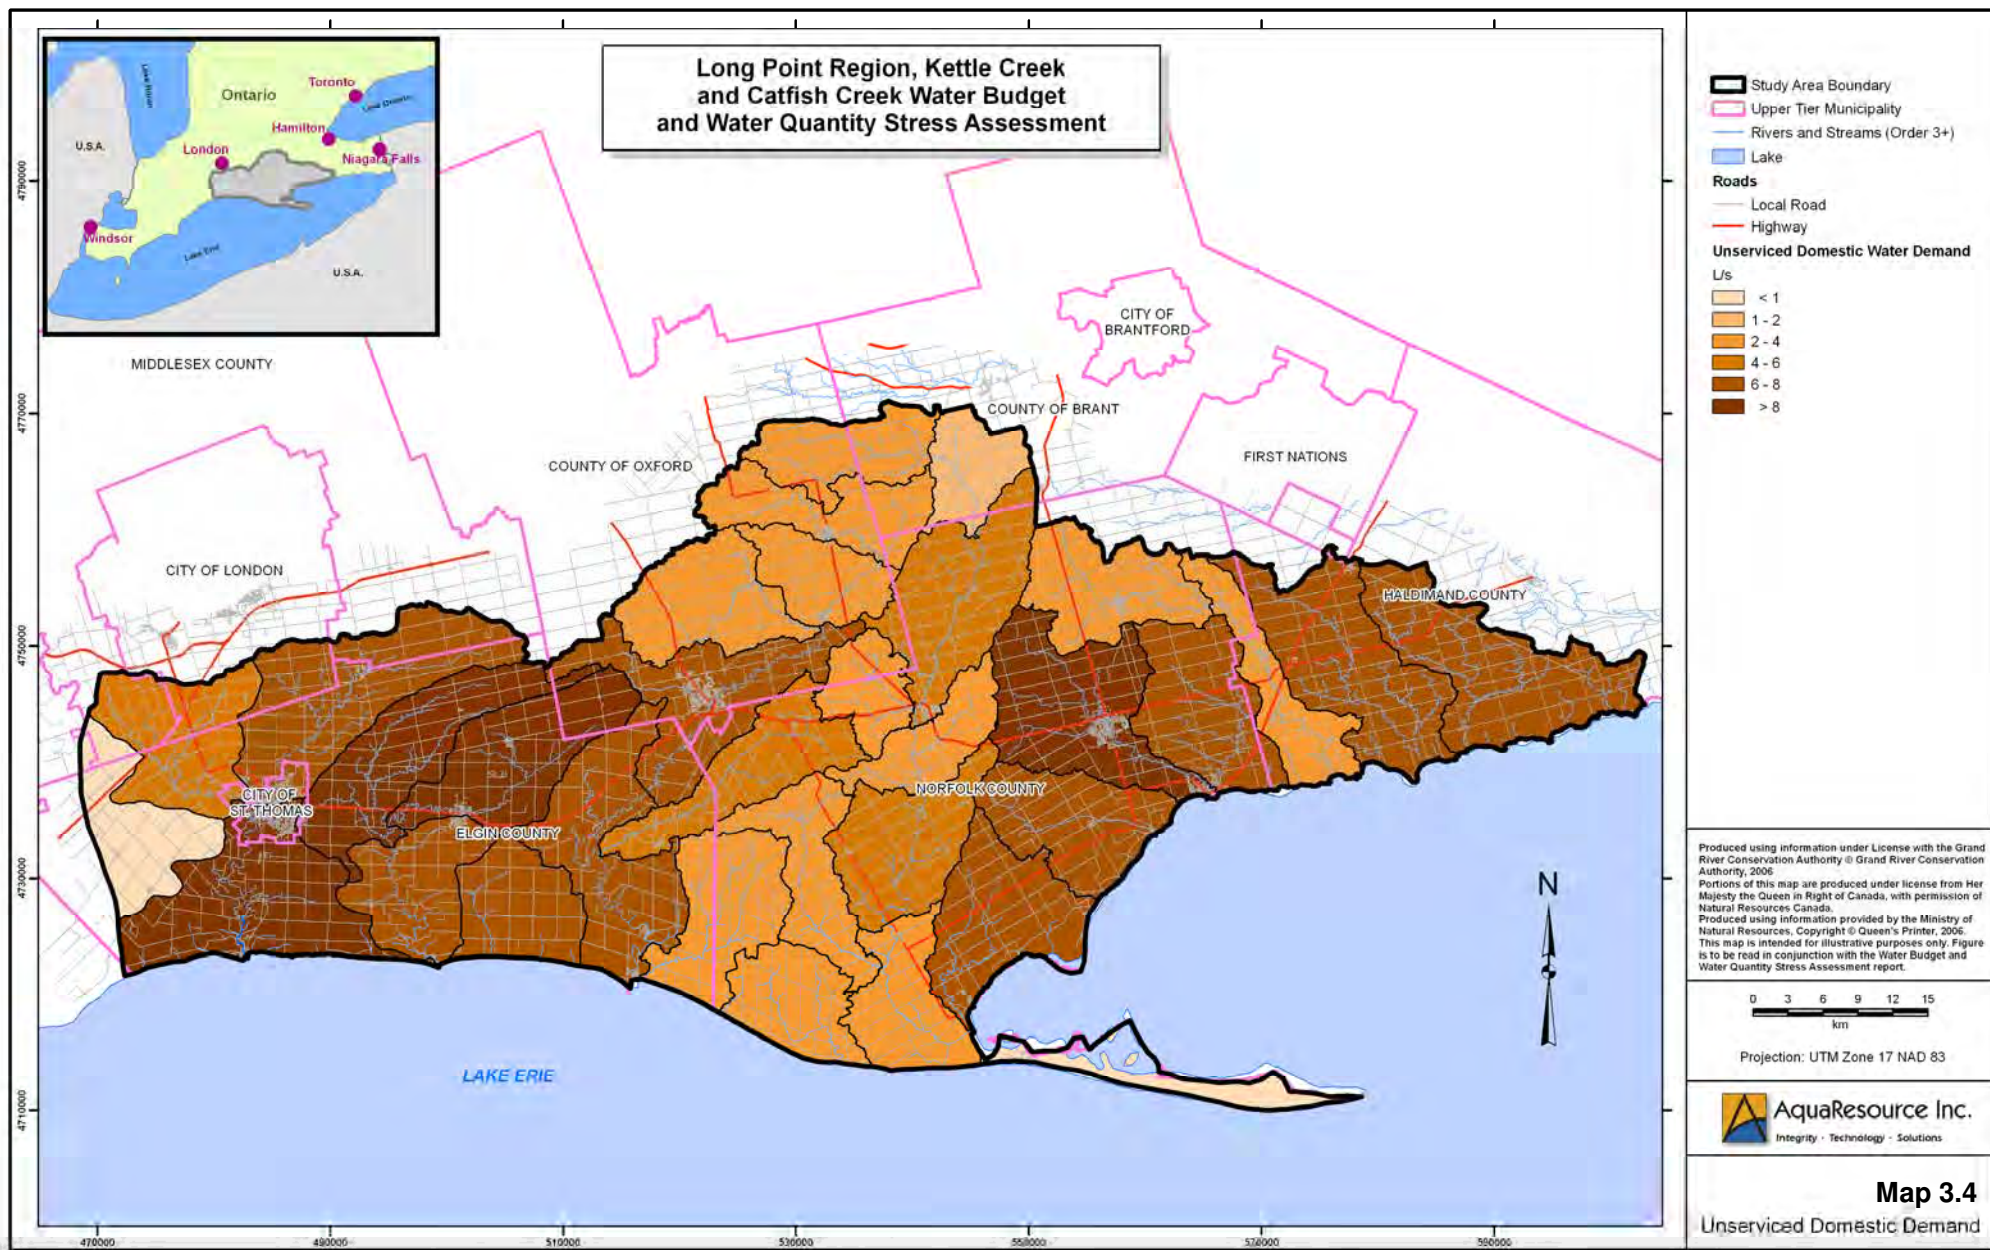 Long Point Region, Kettle Creek
and Catfish Creek Water Budget
and Water Quantity Stress Assessment
Ontario
Toronto
Lake Huron
Lake Ontario
U.S.A.
Hamilton
London
Niagara Falls
Windsor
Lake Erie
U.S.A.
MIDDLESEX COUNTY
CITY OF
BRANTFORD
COUNTY OF BRANT
COUNTY OF OXFORD
FIRST NATIONS
CITY OF LONDON
HALDIMAND COUNTY
CITY OF
ST. THOMAS
NORFOLK COUNTY
ELGIN COUNTY
LAKE ERIE
N
4790000
4770000
4750000
4730000
4710000
470000
490000
510000
530000
550000
570000
590000
Study Area Boundary
Upper Tier Municipality
Rivers and Streams (Order 3+)
Lake
Roads
Local Road
Highway
Unserviced Domestic Water Demand
L/s
< 1
1 - 2
2 - 4
4 - 6
6 - 8
> 8
Produced using information under License with the Grand
River Conservation Authority © Grand River Conservation
Authority, 2006
Portions of this map are produced under license from Her
Majesty the Queen in Right of Canada, with permission of
Natural Resources Canada.
Produced using information provided by the Ministry of
Natural Resources, Copyright © Queen's Printer, 2006.
This map is intended for illustrative purposes only. Figure
is to be read in conjunction with the Water Budget and
Water Quantity Stress Assessment report.
0 3 6 9 12 15
km
Projection: UTM Zone 17 NAD 83
AquaResource Inc.
Integrity · Technology · Solutions
Map 3.4
Unserviced Domestic Demand